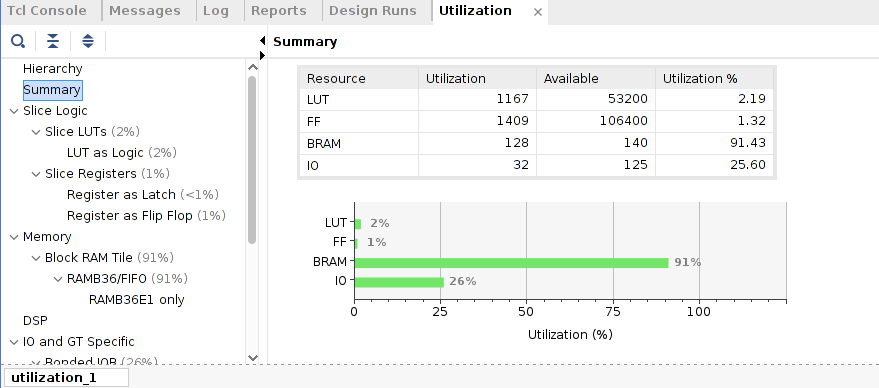 Tcl Console Messages Log Reports Design Runs Utilization ×
Summary
Hierarchy
Summary
Slice Logic
Slice LUTs (2%)
LUT as Logic (2%)
Slice Registers (1%)
Register as Latch (<1%)
Register as Flip Flop (1%)
Memory
Block RAM Tile (91%)
RAMB36/FIFO (91%)
RAMB36E1 only
DSP
IO and GT Specific
Bonded IOB (26%)
Resource Utilization Available Utilization %
LUT 1167 53200 2.19
FF 1409 106400 1.32
BRAM 128 140 91.43
IO 32 125 25.60
LUT 2%
FF 1%
BRAM 91%
IO 26%
0 25 50 75 100
Utilization (%)
utilization_1